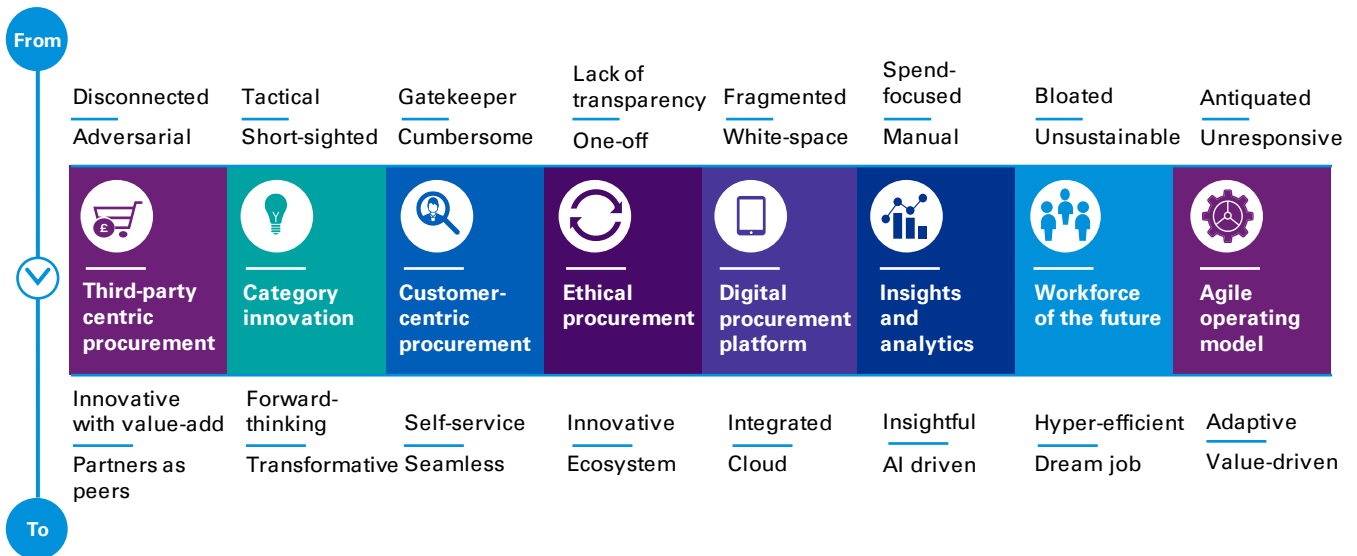 From
Disconnected
Adversarial
Tactical
Short-sighted
Gatekeeper
Cumbersome
Lack of
transparency
One-off
Fragmented
White-space
Spend-
focused
Manual
Bloated
Unsustainable
Antiquated
Unresponsive
£
Third-party
centric
procurement
Category
innovation
Customer-
centric
procurement
Ethical
procurement
Digital
procurement
platform
Insights
and
analytics
Workforce
of the future
Agile
operating
model
Innovative
with value-add
Partners as
peers
Forward-
thinking
Transformative
Self-service
Seamless
Innovative
Ecosystem
Integrated
Cloud
Insightful
AI driven
Hyper-efficient
Dream job
Adaptive
Value-driven
To